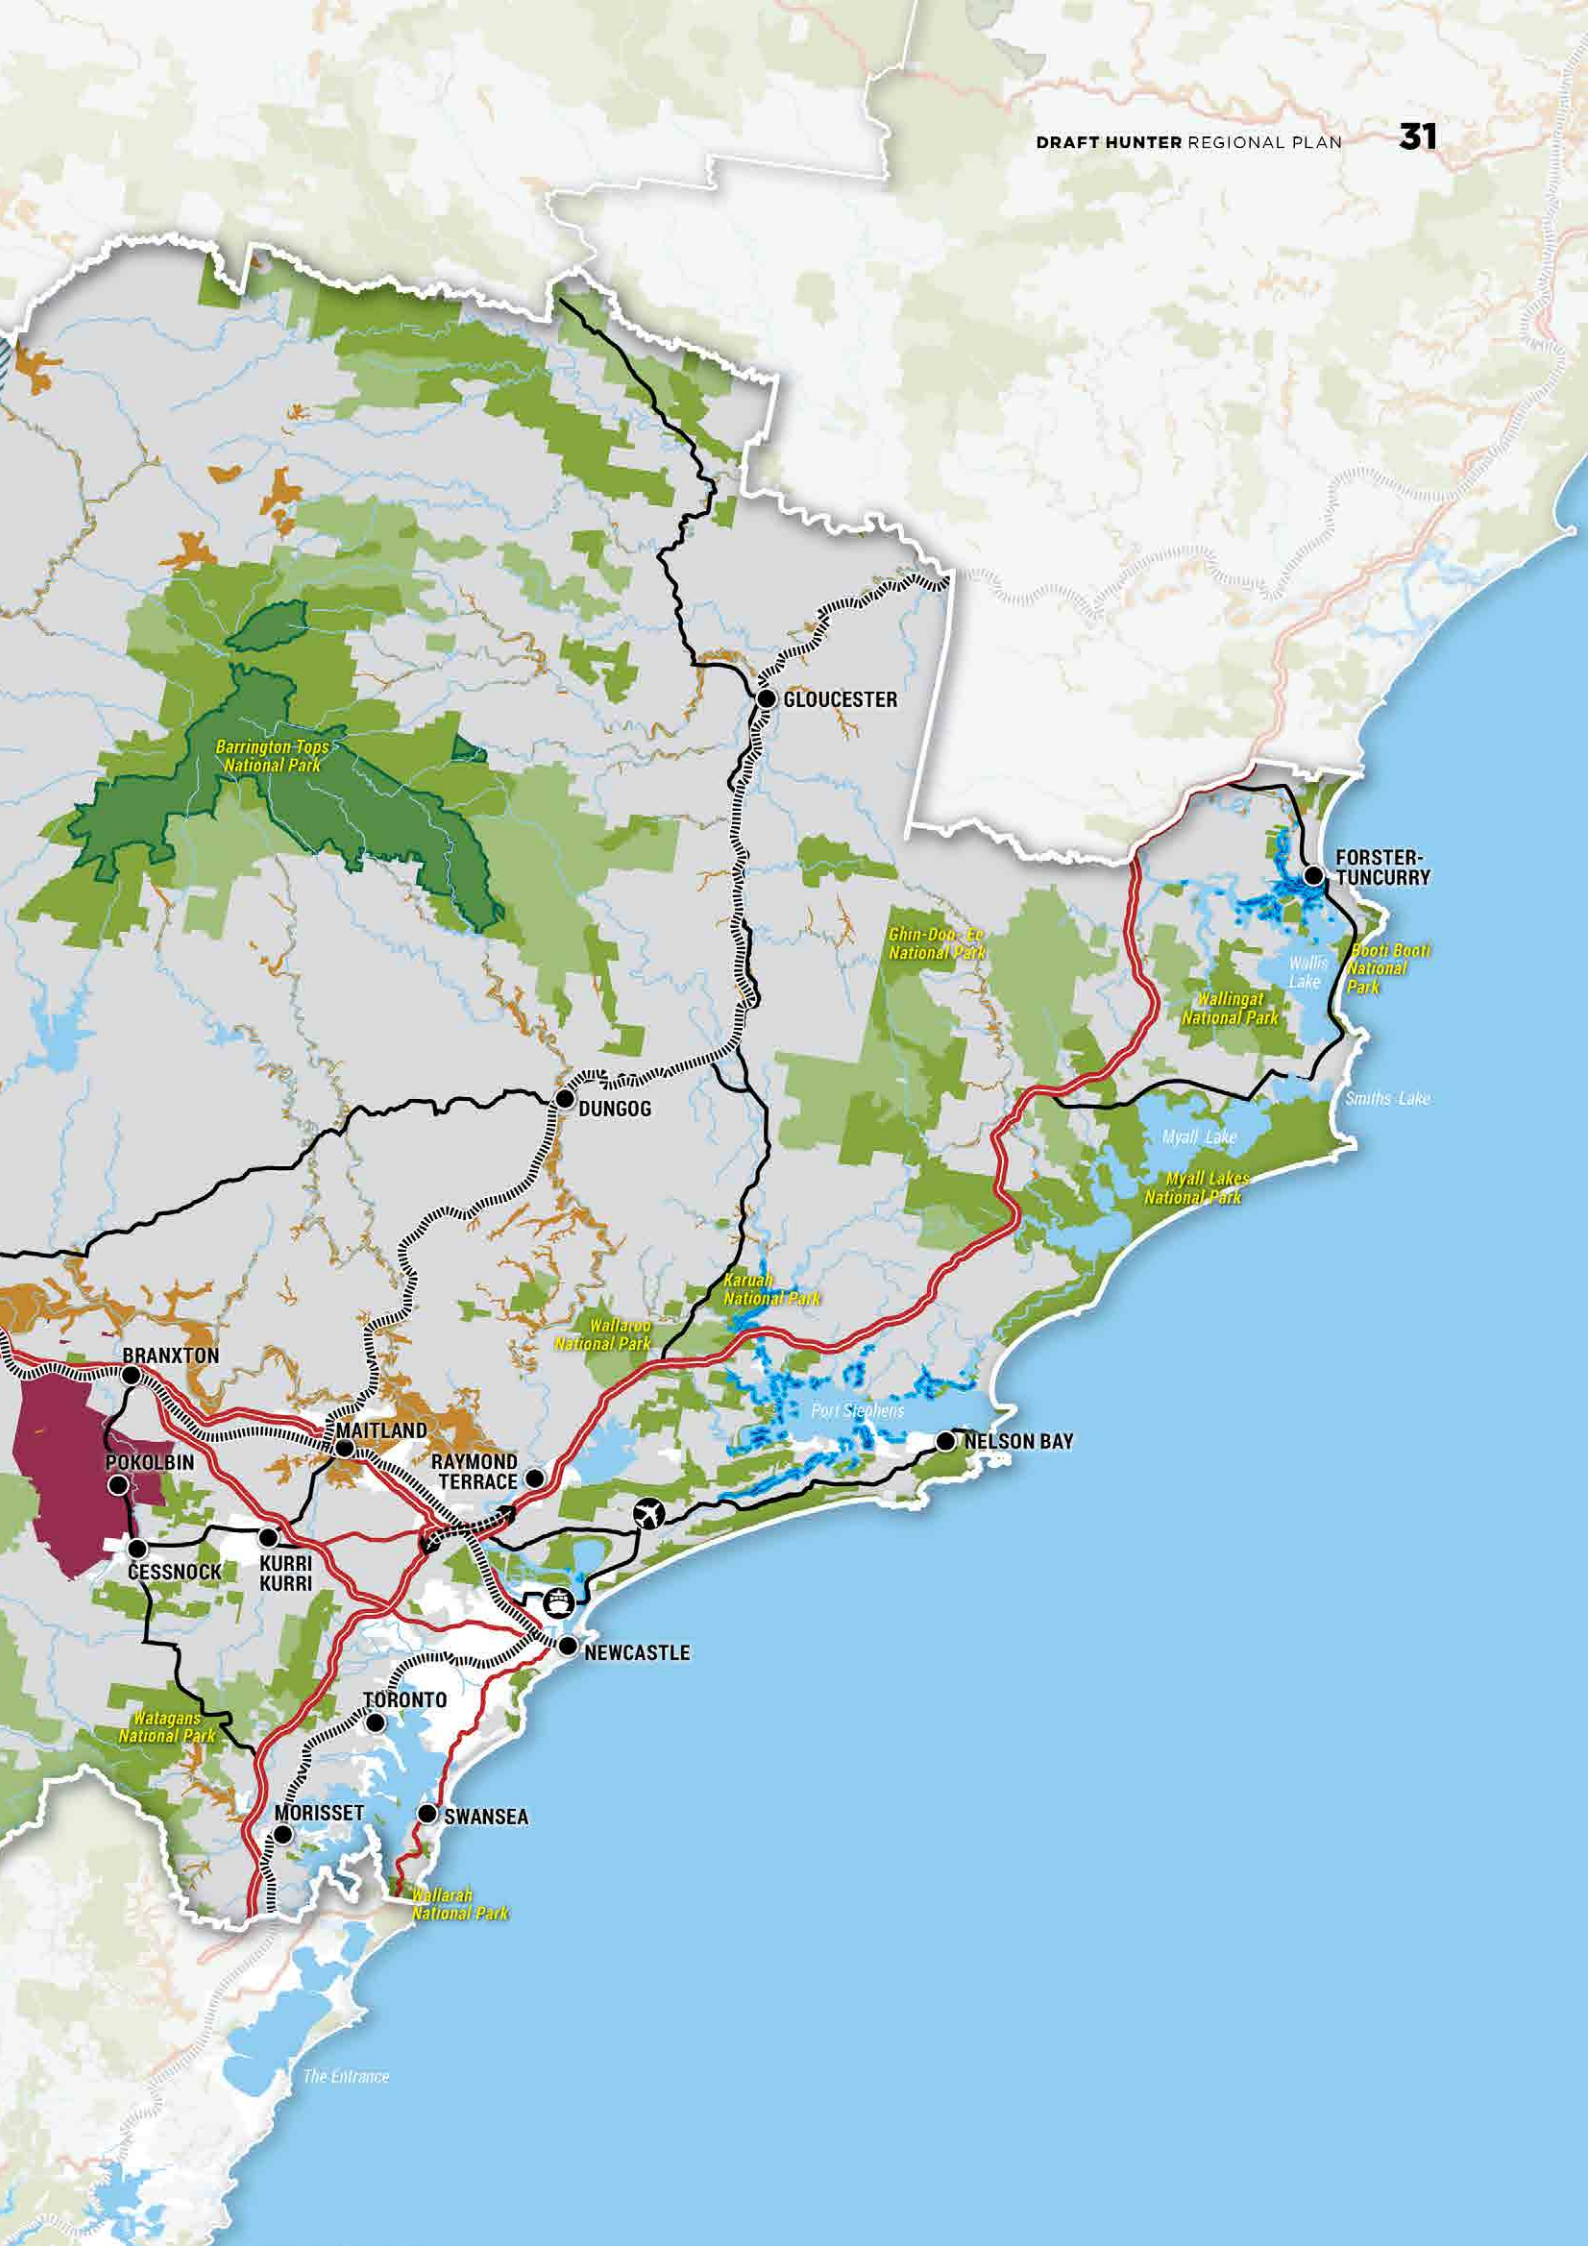 DRAFT HUNTER REGIONAL PLAN 31
GLOUCESTER
Barrington Tops
National Park
FORSTER-
TUNCURRY
Ghin-Doo-Ee
National Park
Booti Booti
National
Park
Wallis
Lake
Wallingat
National Park
DUNGOG
Smiths Lake
Myall Lake
Myall Lakes
National Park
Karuah
National Park
Wallaroo
National Park
BRANXTON
Port Stephens
MAITLAND
NELSON BAY
POKOLBIN
RAYMOND
TERRACE
CESSNOCK
KURRI
KURRI
NEWCASTLE
TORONTO
Watagans
National Park
MORISSET
SWANSEA
Wallarah
National Park
The Entrance